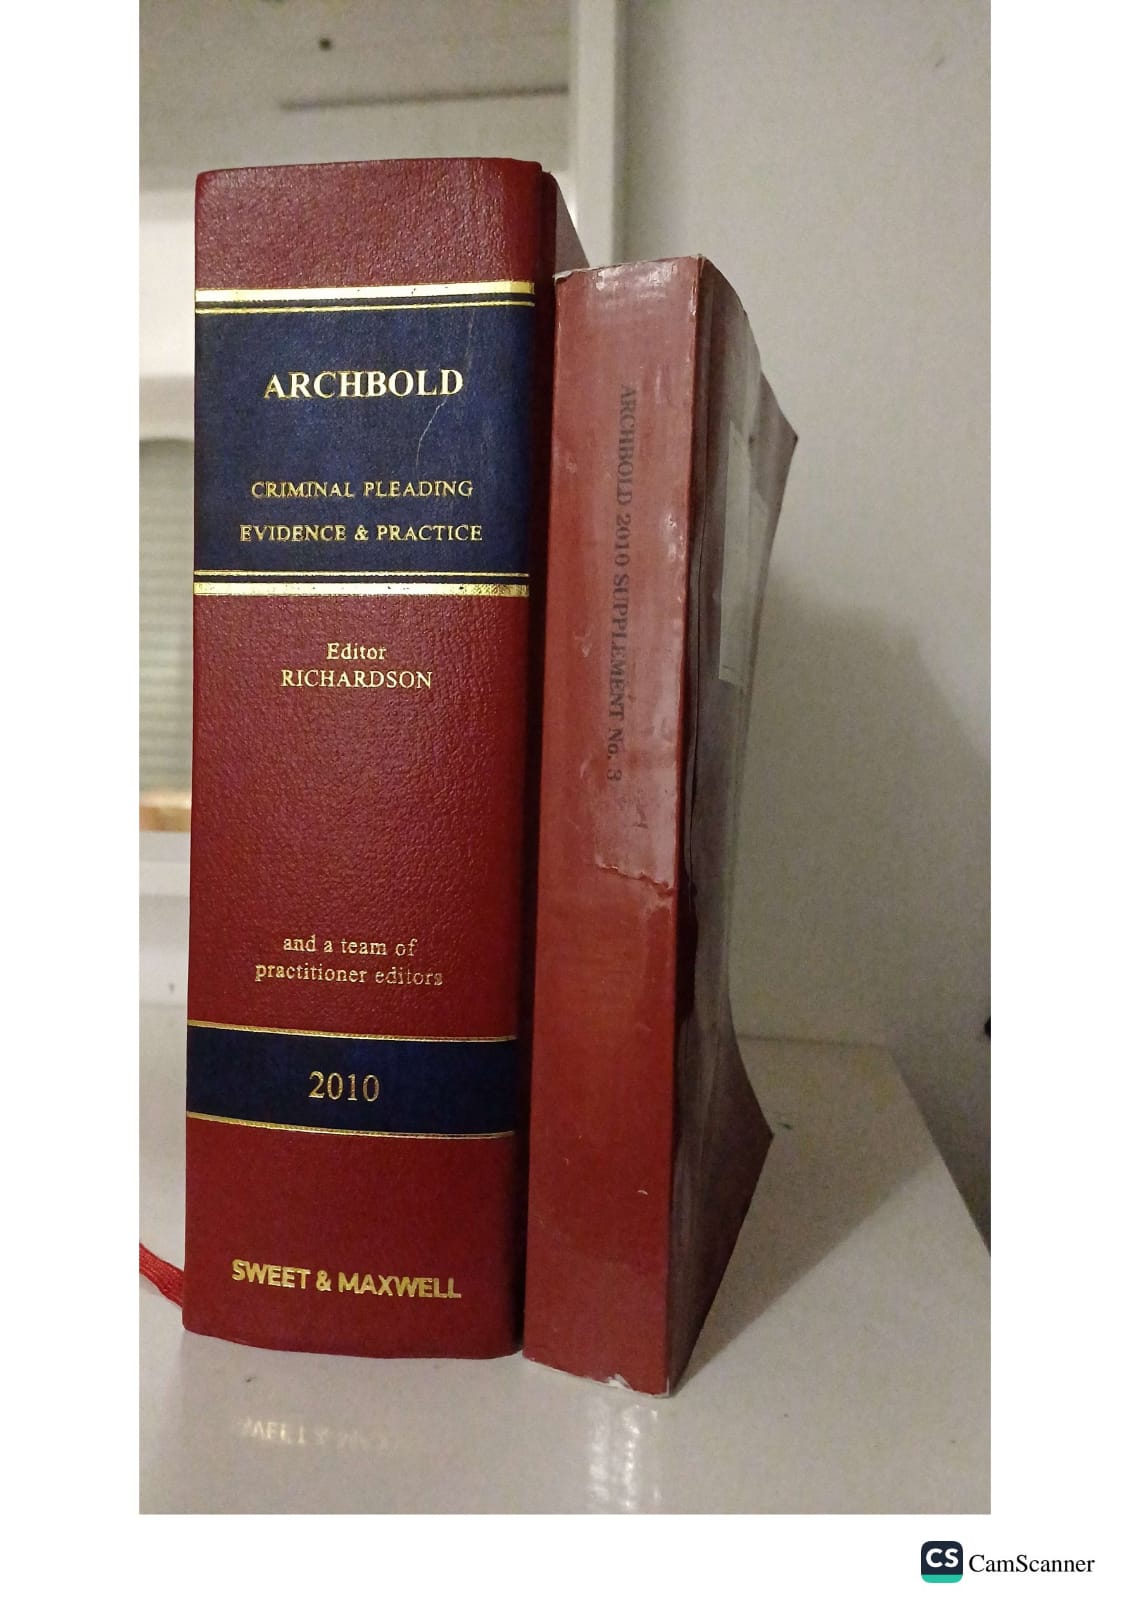 ARCHBOLD
CRIMINAL PLEADING
EVIDENCE & PRACTICE
Editor
RICHARDSON
and a team of
practitioner editors
2010
SWEET & MAXWELL
ARCHBOLD 2010 SUPPLEMENT No. 3
CS CamScanner